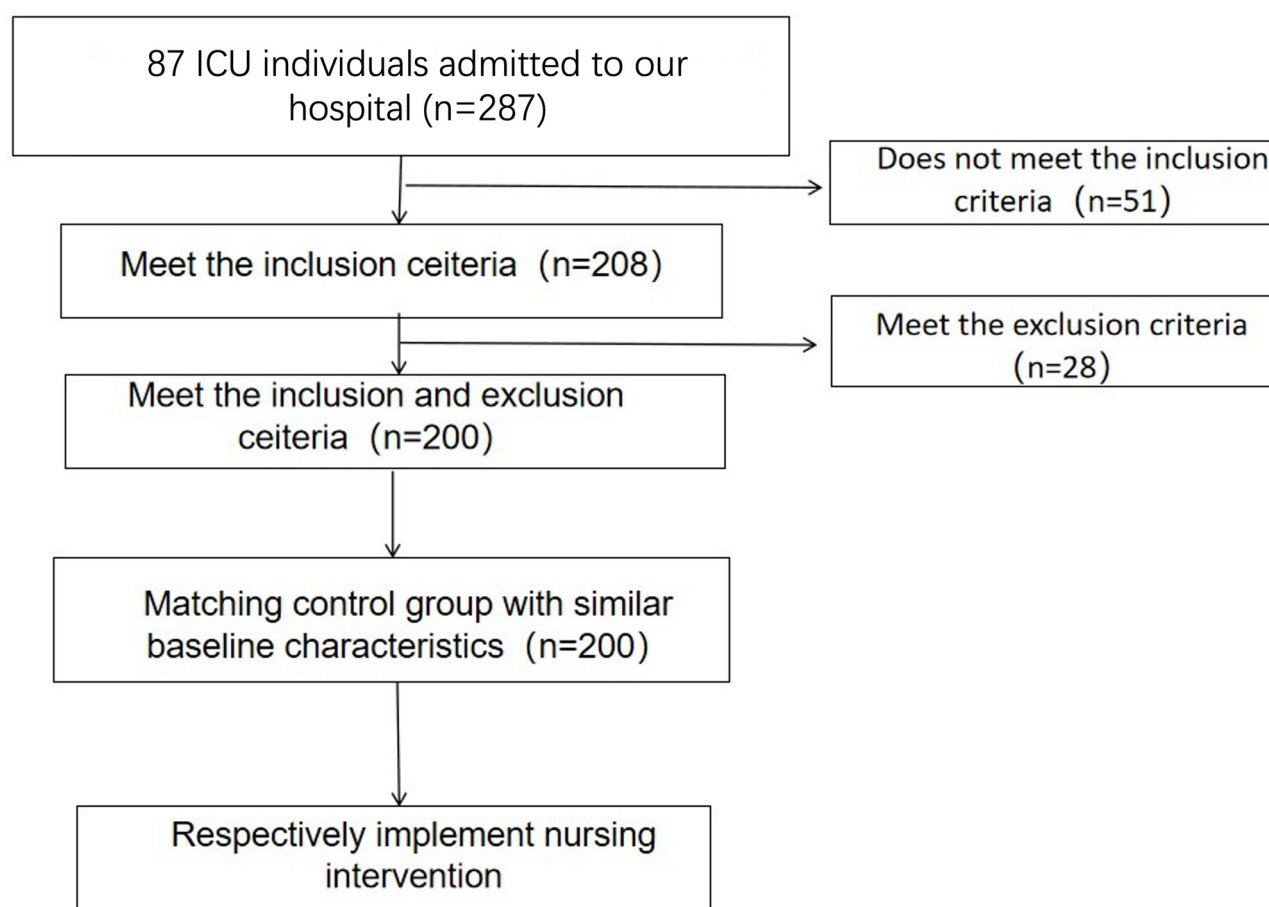 87 ICU individuals admitted to our
hospital (n=287)
Does not meet the inclusion
criteria (n=51)
Meet the inclusion ceiteria (n=208)
Meet the exclusion criteria
(n=28)
Meet the inclusion and exclusion
ceiteria (n=200)
Matching control group with similar
baseline characteristics (n=200)
Respectively implement nursing
intervention